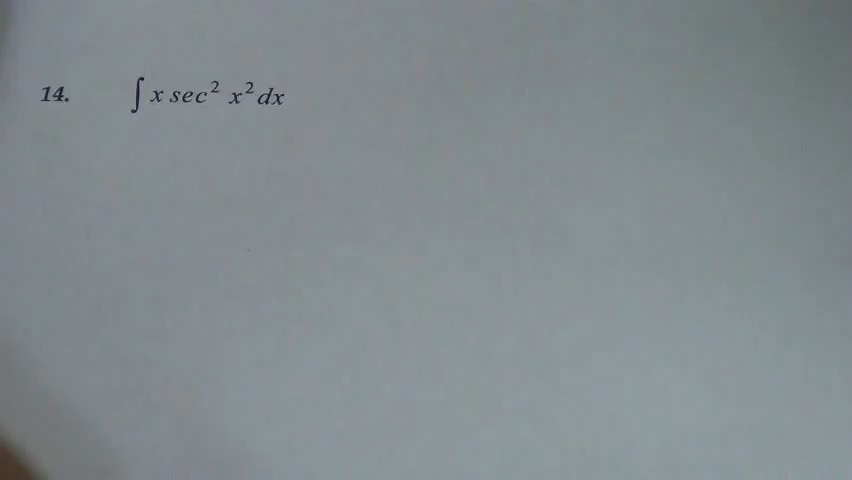 14. ∫ x sec² x² dx